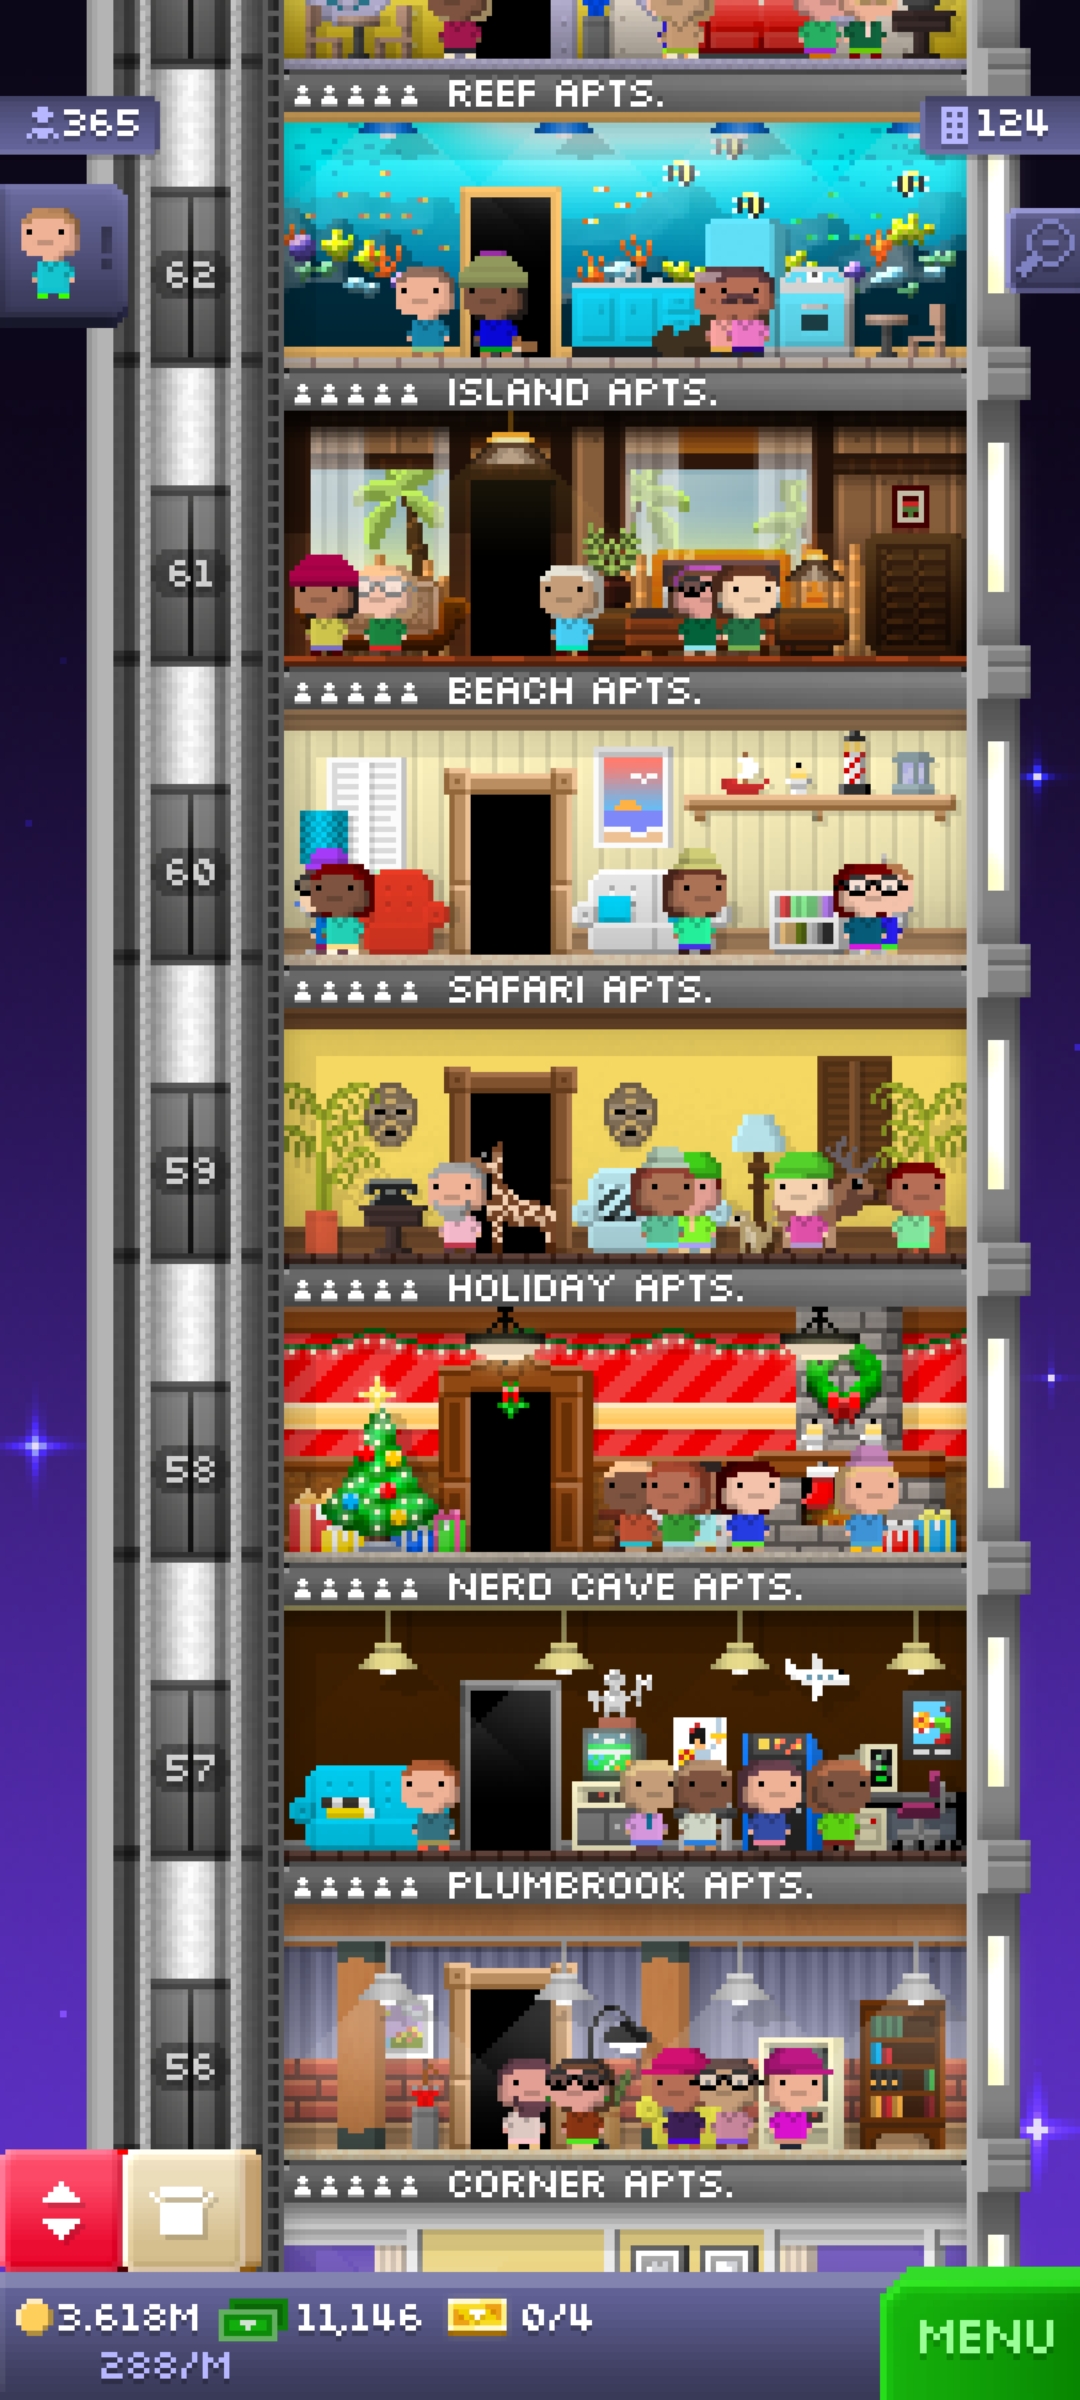 REEF APTS.
365
124
62
ISLAND APTS.
61
BEACH APTS.
60
SAFARI APTS.
59
HOLIDAY APTS.
58
NERD CAVE APTS.
57
PLUMBROOK APTS.
56
CORNER APTS.
3.618M 11,146 0/4
288/M
MENU